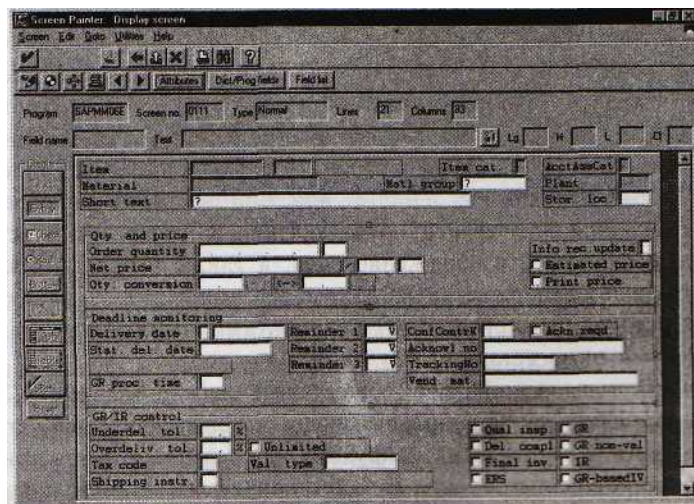 Screen Painter Display screen
Screen Edit Goto Utilities Help
Attributes Dict/Prog fields Field list
Program SAPMM06E Screen no. 0111 Type Normal Lines 21 Columns 83
Field name Text Lg H L
Item Item cat. AcctAssCat
Material Matl group ? Plant
Short text ? Stor. loc
Qty and price
Order quantity Info rec update
Net price / Estimated price
Qty conversion <-> Print price
Deadline monitoring
Delivery date Reminder 1 V ConfContrK Ackn reqd
Stat. del. date Reminder 2 V Acknowl no
Reminder 3 V TrackingNo
GR proc. time Vend mat
GR/IR control
Underdel tol % Qual insp GR
Overdeliv tol % Unlimited Del compl GR non-val
Tax code Val type Final inv IR
Shipping instr. ERS GR-basedIV